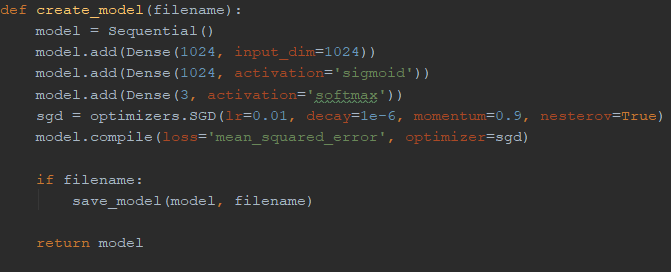 def create_model(filename):
    model = Sequential()
    model.add(Dense(1024, input_dim=1024))
    model.add(Dense(1024, activation='sigmoid'))
    model.add(Dense(3, activation='softmax'))
    sgd = optimizers.SGD(lr=0.01, decay=1e-6, momentum=0.9, nesterov=True)
    model.compile(loss='mean_squared_error', optimizer=sgd)

    if filename:
        save_model(model, filename)

    return model